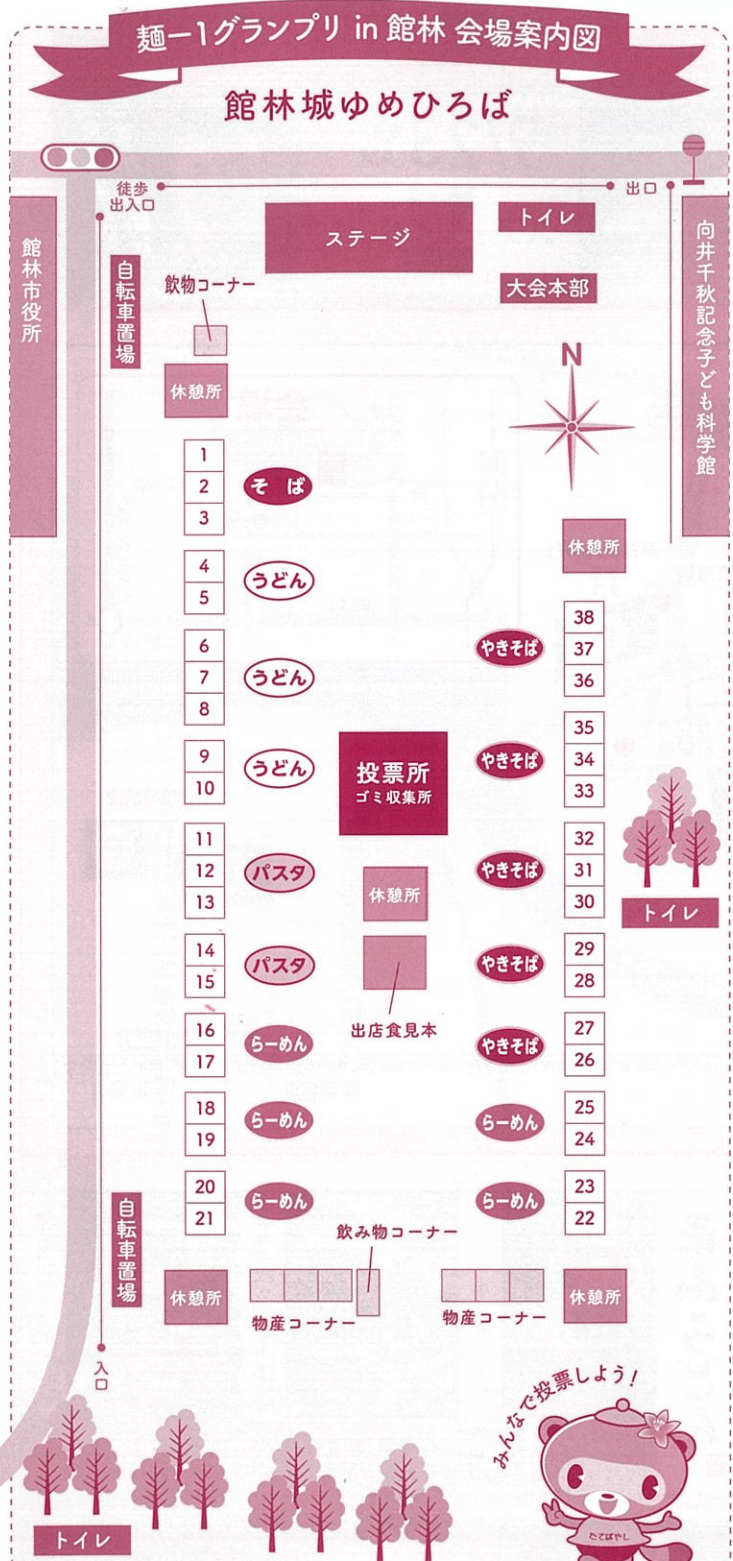 麺ー1グランプリ in 館林 会場案内図
館林城ゆめひろば
徒歩
出入口
出口
館林市役所
自転車置場
飲物コーナー
休憩所
ステージ
トイレ
大会本部
向井千秋記念子ども科学館
N
休憩所
1
2
3
そば
4
5
うどん
6
7
8
うどん
9
10
うどん
11
12
13
パスタ
14
15
パスタ
16
17
らーめん
18
19
らーめん
20
21
らーめん
投票所
ゴミ収集所
休憩所
出店食見本
38
37
36
やきそば
35
34
33
やきそば
32
31
30
やきそば
29
28
やきそば
27
26
やきそば
25
24
らーめん
23
22
らーめん
トイレ
自転車置場
休憩所
飲み物コーナー
物産コーナー
物産コーナー
休憩所
入口
みんなで投票しよう!
たてばやし
トイレ